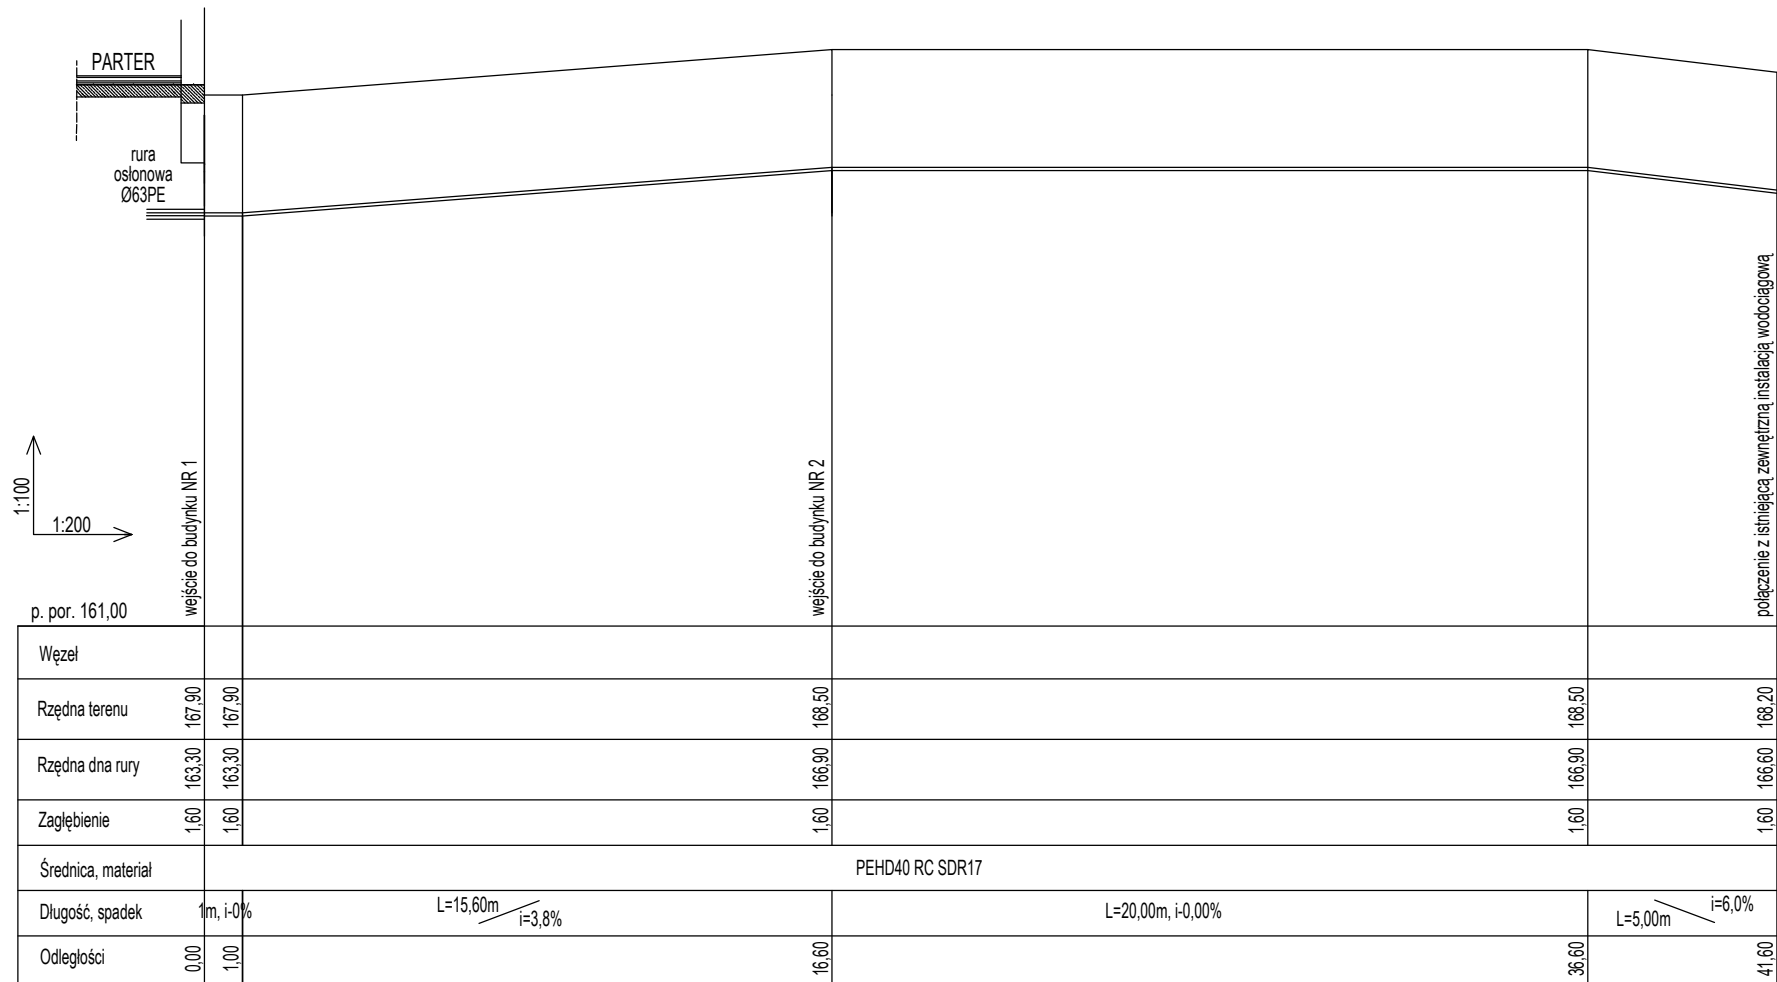 PARTER
rura
osłonowa
Ø63PE
1:100
1:200
wejście do budynku NR 1
wejście do budynku NR 2
połączenie z istniejącą zewnętrzną instalacją wodociągową
p. por. 161,00
Węzeł
Rzędna terenu 167,90 167,90 168,50 168,50 168,20
Rzędna dna rury 163,30 163,30 166,90 166,90 166,60
Zagłębienie 1,60 1,60 1,60 1,60 1,60
Średnica, materiał PEHD40 RC SDR17
Długość, spadek 1m, i-0% L=15,60m i=3,8% L=20,00m, i-0,00% L=5,00m i=6,0%
Odległości 0,00 1,00 16,60 36,60 41,60